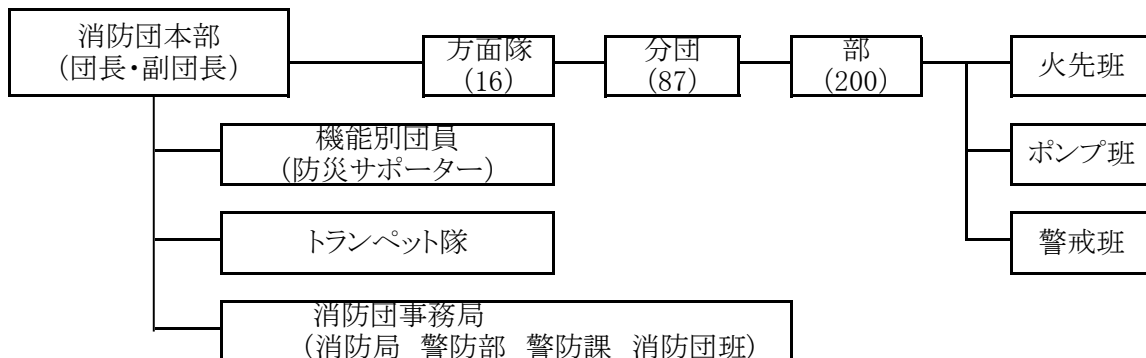 消防団本部
(団長・副団長)
方面隊
(16)
分団
(87)
部
(200)
火先班
機能別団員
(防災サポーター)
ポンプ班
トランペット隊
警戒班
消防団事務局
(消防局 警防部 警防課 消防団班)